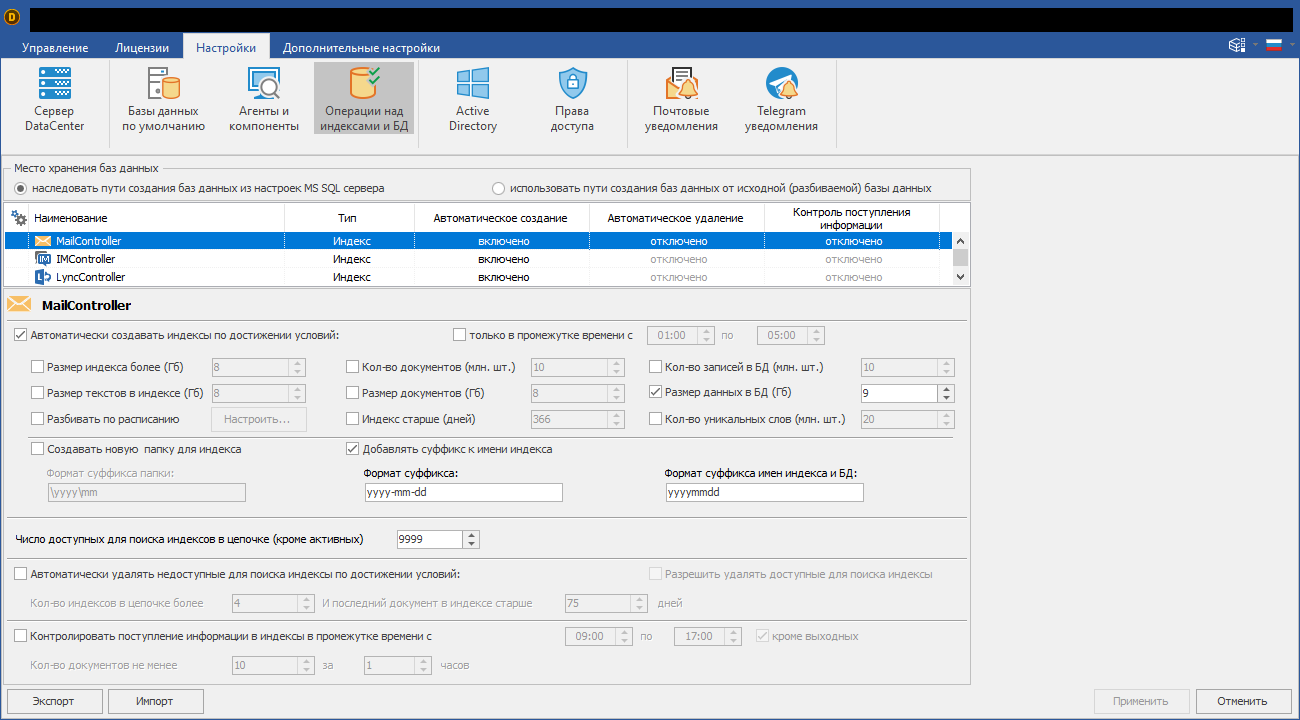 D
Управление Лицензии Настройки Дополнительные настройки
Сервер DataCenter
Базы данных по умолчанию
Агенты и компоненты
Операции над индексами и БД
Active Directory
Права доступа
Почтовые уведомления
Telegram уведомления
Место хранения баз данных
наследовать пути создания баз данных из настроек MS SQL сервера использовать пути создания баз данных от исходной (разбиваемой) базы данных
Наименование Тип Автоматическое создание Автоматическое удаление Контроль поступления информации
MailController Индекс включено отключено отключено
IMController Индекс включено отключено отключено
LyncController Индекс включено отключено отключено
MailController
Автоматически создавать индексы по достижении условий: только в промежутке времени с 01:00 по 05:00
Размер индекса более (Гб) 8 Кол-во документов (млн. шт.) 10 Кол-во записей в БД (млн. шт.) 10
Размер текстов в индексе (Гб) 8 Размер документов (Гб) 8 Размер данных в БД (Гб) 9
Разбивать по расписанию Настроить... Индекс старше (дней) 366 Кол-во уникальных слов (млн. шт.) 20
Создавать новую папку для индекса Добавлять суффикс к имени индекса
Формат суффикса папки: Формат суффикса: Формат суффикса имен индекса и БД:
\yyyy\mm yyyy-mm-dd yyyymmdd
Число доступных для поиска индексов в цепочке (кроме активных) 9999
Автоматически удалять недоступные для поиска индексы по достижении условий: Разрешить удалять доступные для поиска индексы
Кол-во индексов в цепочке более 4 И последний документ в индексе старше 75 дней
Контролировать поступление информации в индексы в промежутке времени с 09:00 по 17:00 кроме выходных
Кол-во документов не менее 10 за 1 часов
Экспорт Импорт Применить Отменить